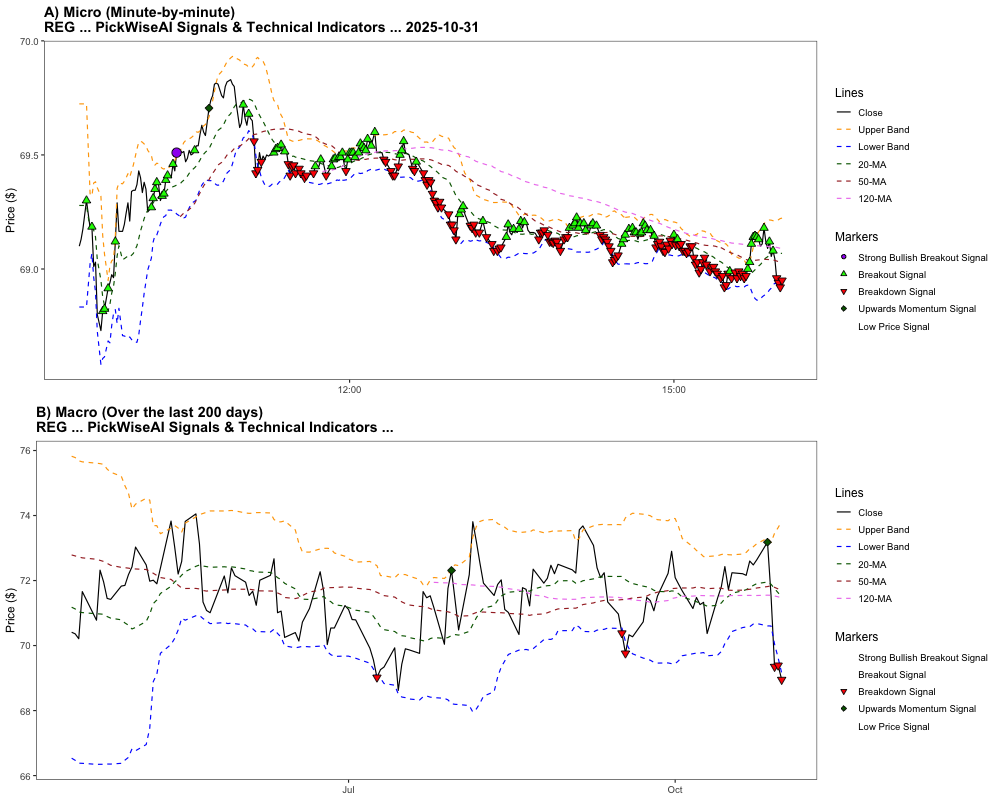 A) Micro (Minute-by-minute)
REG ... PickWiseAI Signals & Technical Indicators ... 2025-10-31
Price ($)
70.0
69.5
69.0
12:00
15:00
Lines
Close
Upper Band
Lower Band
20-MA
50-MA
120-MA
Markers
Strong Bullish Breakout Signal
Breakout Signal
Breakdown Signal
Upwards Momentum Signal
Low Price Signal
B) Macro (Over the last 200 days)
REG ... PickWiseAI Signals & Technical Indicators ...
Price ($)
76
74
72
70
68
66
Jul
Oct
Lines
Close
Upper Band
Lower Band
20-MA
50-MA
120-MA
Markers
Strong Bullish Breakout Signal
Breakout Signal
Breakdown Signal
Upwards Momentum Signal
Low Price Signal